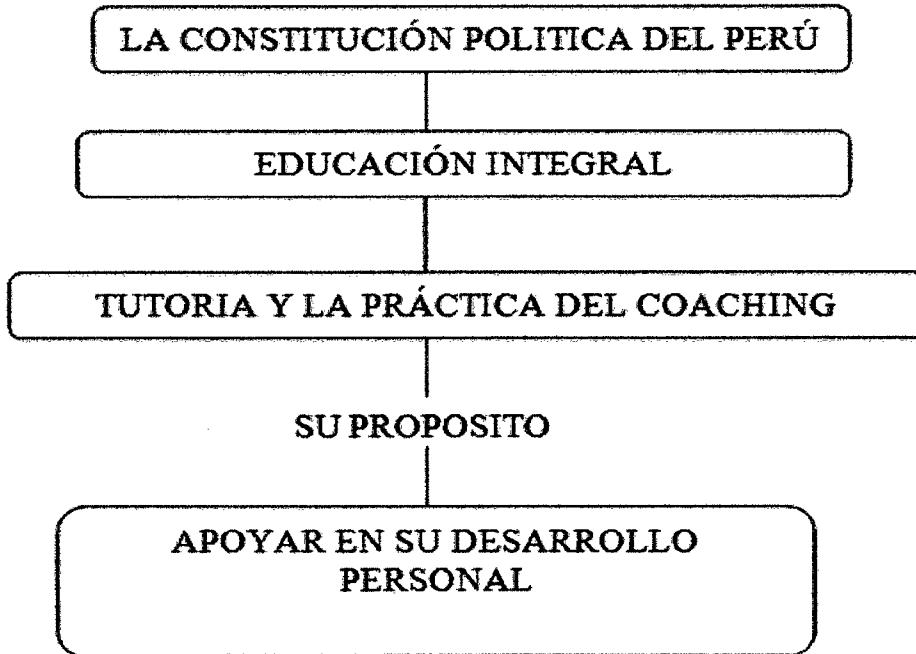 LA CONSTITUCIÓN POLITICA DEL PERÚ
EDUCACIÓN INTEGRAL
TUTORIA Y LA PRÁCTICA DEL COACHING
SU PROPOSITO
APOYAR EN SU DESARROLLO
PERSONAL